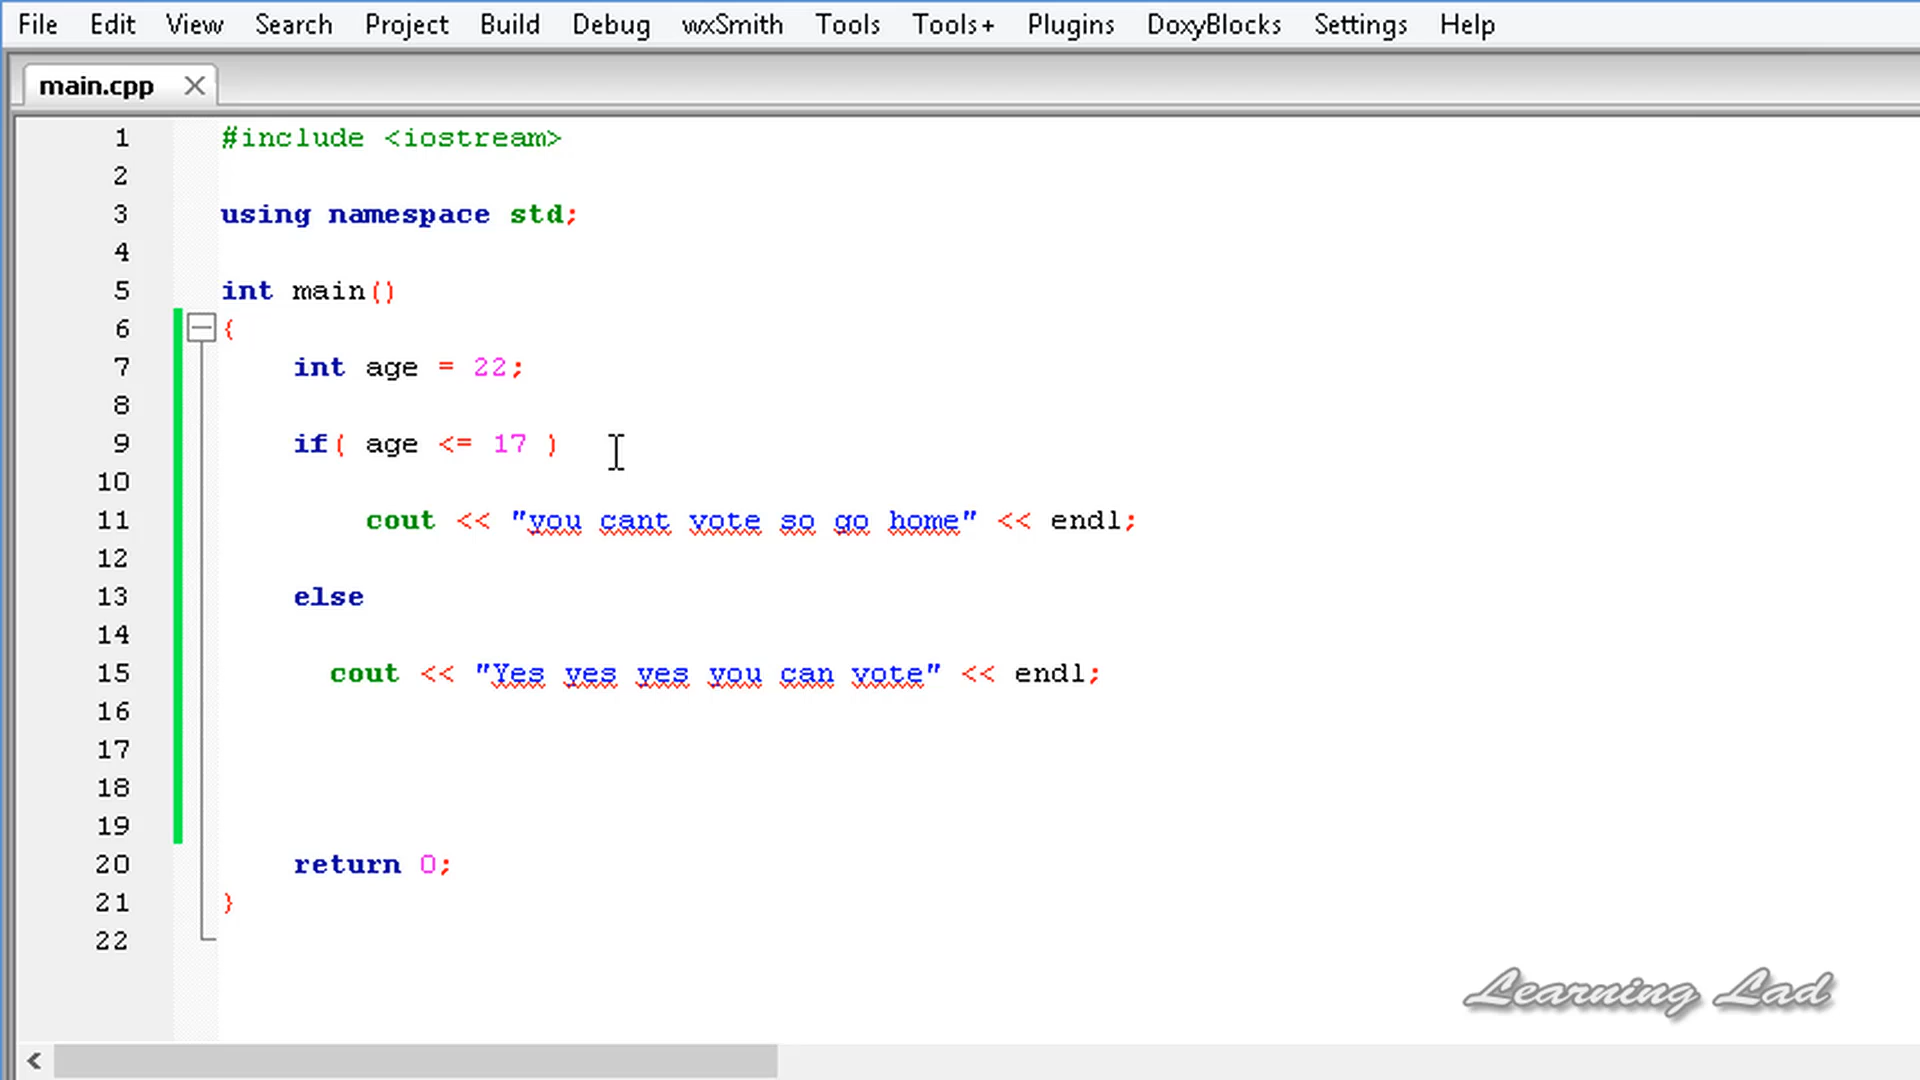 File Edit View Search Project Build Debug wxSmith Tools Tools+ Plugins DoxyBlocks Settings Help
main.cpp
1 #include <iostream>
2
3 using namespace std;
4
5 int main()
6 {
7 int age = 22;
8
9 if( age <= 17 )
10
11 cout << "you cant vote so go home" << endl;
12
13 else
14
15 cout << "Yes yes yes you can vote" << endl;
16
17
18
19
20 return 0;
21 }
22
Learning Lad